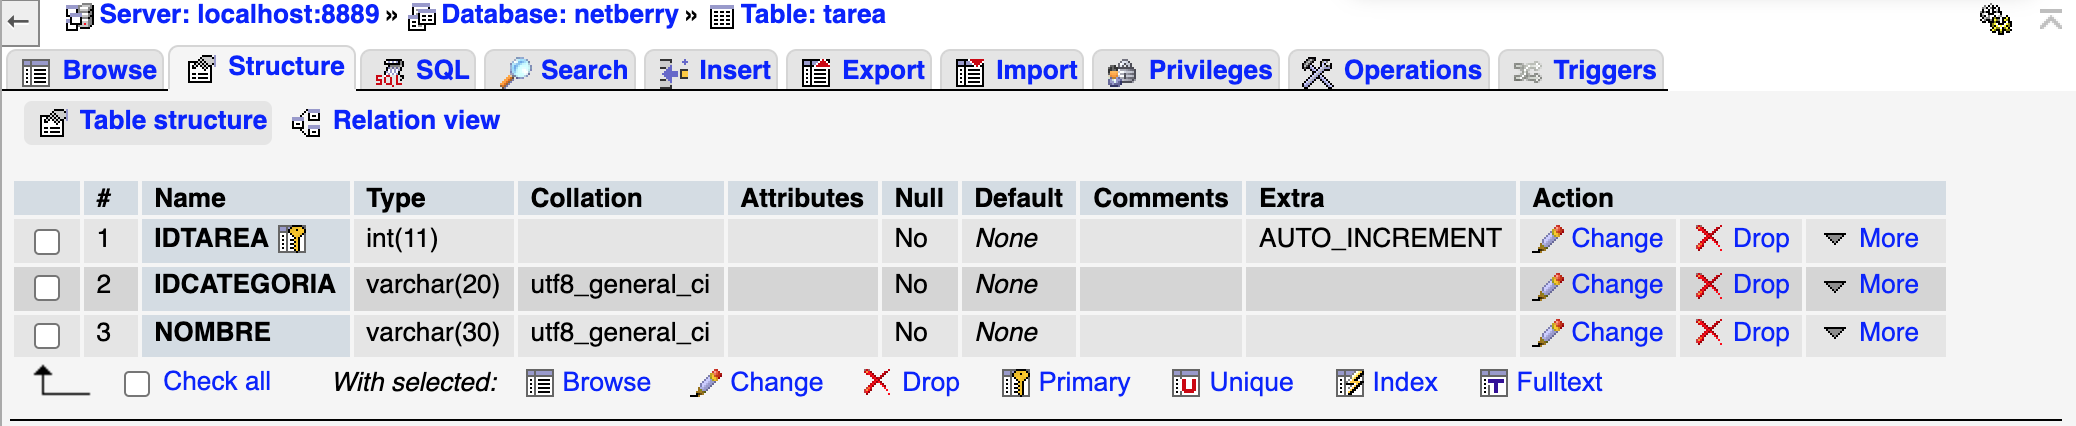 Server: localhost:8889 » Database: netberry » Table: tarea
Browse Structure SQL Search Insert Export Import Privileges Operations Triggers
Table structure Relation view
# Name Type Collation Attributes Null Default Comments Extra Action
1 IDTAREA int(11) No None AUTO_INCREMENT Change Drop More
2 IDCATEGORIA varchar(20) utf8_general_ci No None Change Drop More
3 NOMBRE varchar(30) utf8_general_ci No None Change Drop More
Check all With selected: Browse Change Drop Primary Unique Index Fulltext